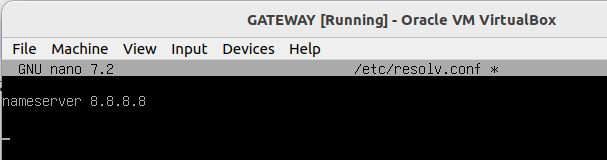 GATEWAY [Running] - Oracle VM VirtualBox
File Machine View Input Devices Help
GNU nano 7.2 /etc/resolv.conf *
nameserver 8.8.8.8